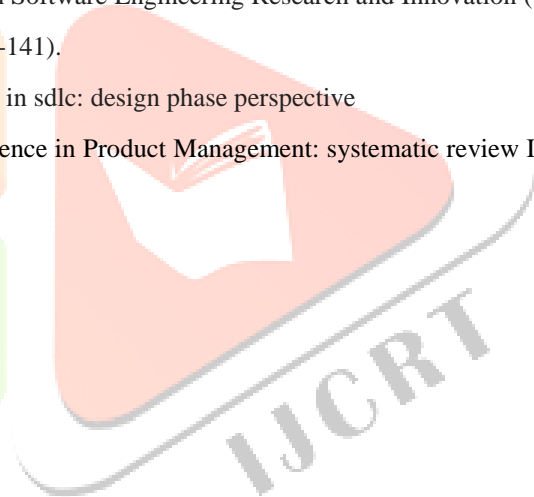 Software Engineering Research and Innovation (
-141).
in sdlc: design phase perspective
ence in Product Management: systematic review I
IJCRT